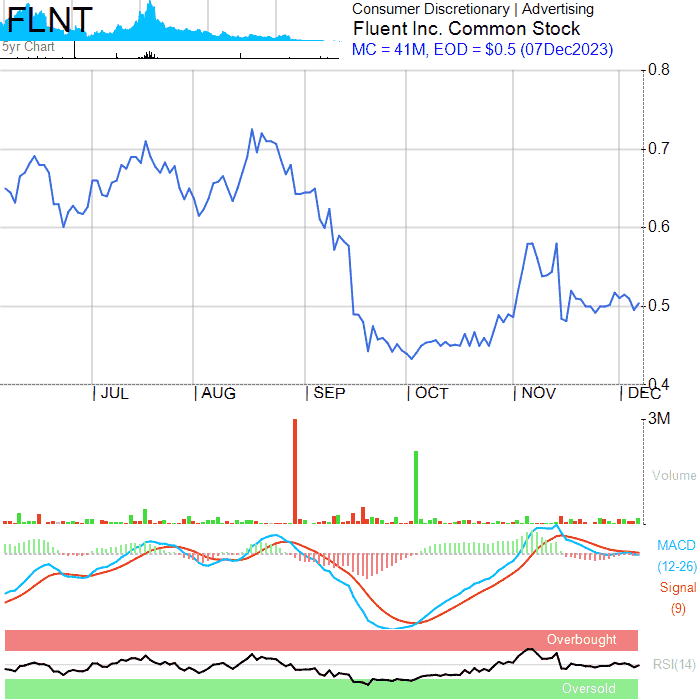 FLNT
5yr Chart
Consumer Discretionary | Advertising
Fluent Inc. Common Stock
MC = 41M, EOD = $0.5 (07Dec2023)
0.8
0.7
0.6
0.5
0.4
JUL AUG SEP OCT NOV DEC
3M
Volume
MACD
(12-26)
Signal
(9)
Overbought
RSI(14)
Oversold